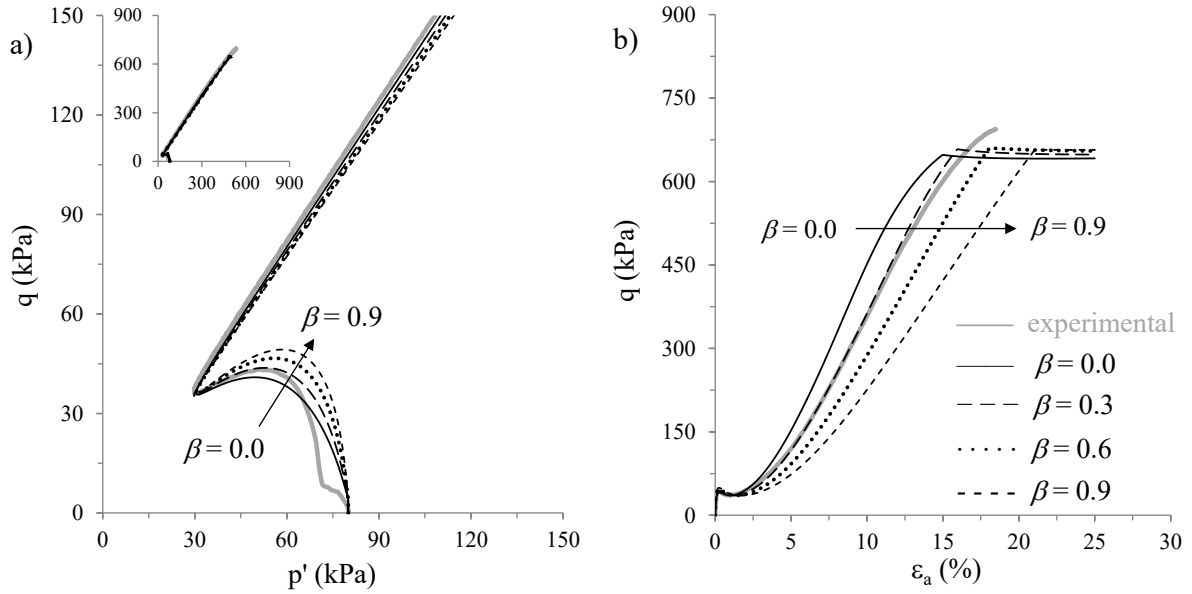 a)
150
120
90
60
30
0
q (kPa)
900
600
300
0
0 300 600 900
β = 0.9
β = 0.0
0 30 60 90 120 150
p' (kPa)
b)
900
750
600
450
300
150
0
q (kPa)
β = 0.0
β = 0.9
experimental
β = 0.0
β = 0.3
β = 0.6
β = 0.9
0 5 10 15 20 25 30
εa (%)